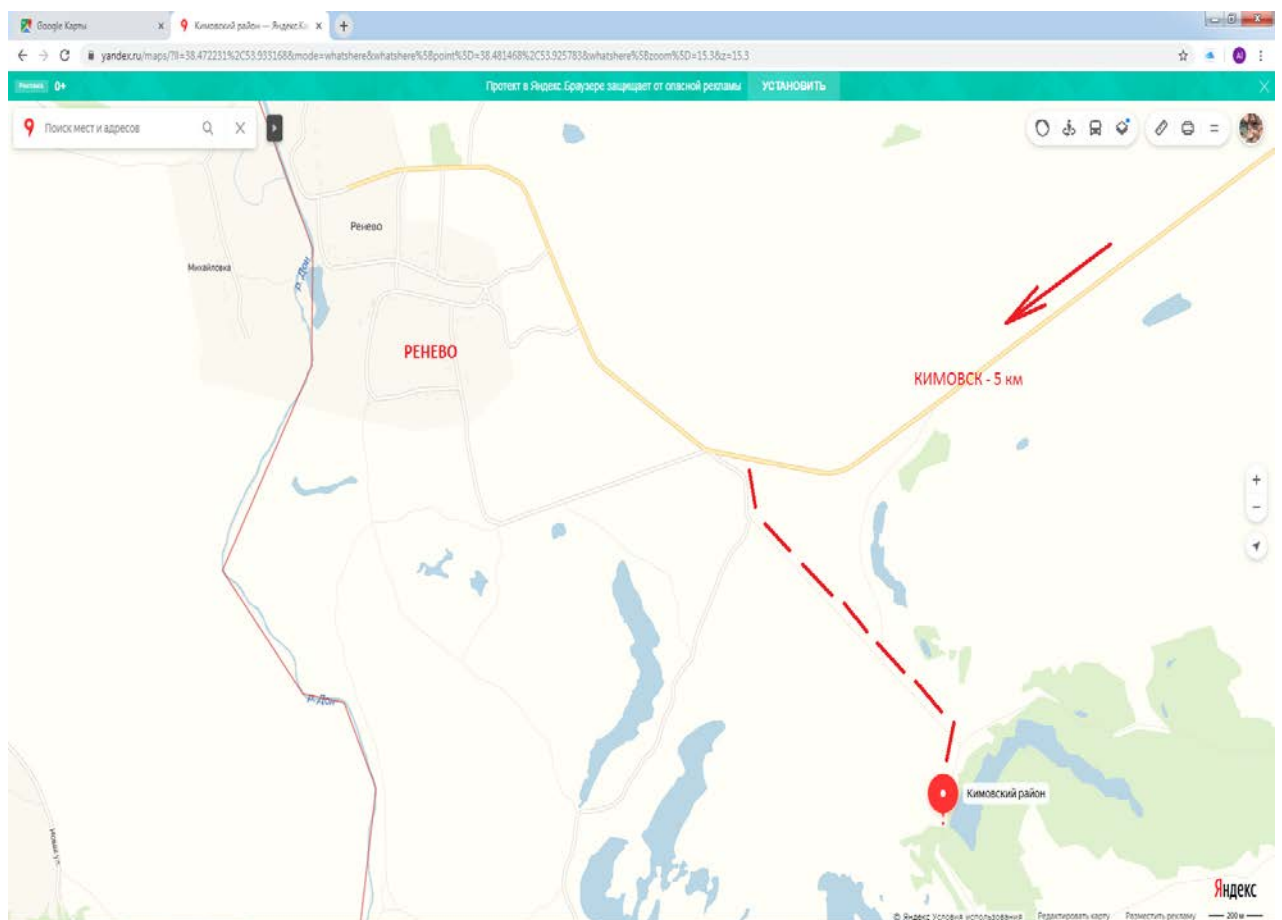 Google Карты
Кимовский район — Яндекс.Ка
yandex.ru/maps/?ll=38.472231%2C53.933168&mode=whatshere&whatshere%5Bpoint%5D=38.481468%2C53.925783&whatshere%5Bzoom%5D=15.3&z=15.3
Реклама 0+ Протект в Яндекс.Браузере защищает от опасной рекламы УСТАНОВИТЬ
Поиск мест и адресов
Ренево
Михайловка
р. Дон
РЕНЕВО
КИМОВСК - 5 км
р. Дон
Кимовский район
Яндекс
© Яндекс Условия использования Редактировать карту Разместить рекламу 200 м